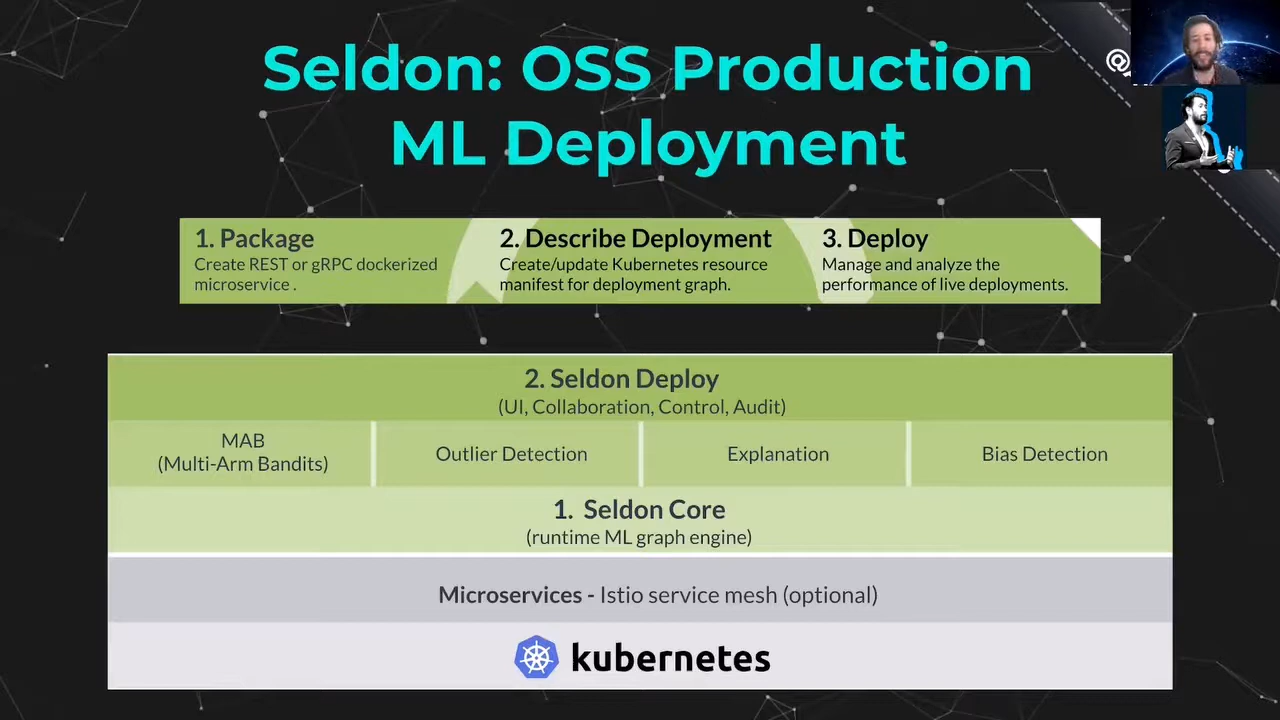 Seldon: OSS Production
ML Deployment
@
1. Package
Create REST or gRPC dockerized
microservice .
2. Describe Deployment
Create/update Kubernetes resource
manifest for deployment graph.
3. Deploy
Manage and analyze the
performance of live deployments.
2. Seldon Deploy
(UI, Collaboration, Control, Audit)
MAB
(Multi-Arm Bandits)
Outlier Detection
Explanation
Bias Detection
1. Seldon Core
(runtime ML graph engine)
Microservices - Istio service mesh (optional)
kubernetes